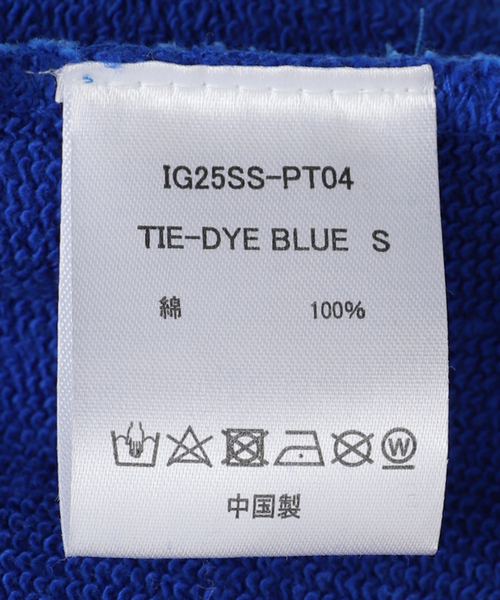 IG25SS-PT04
TIE-DYE BLUE S
綿 100%
W
中国製